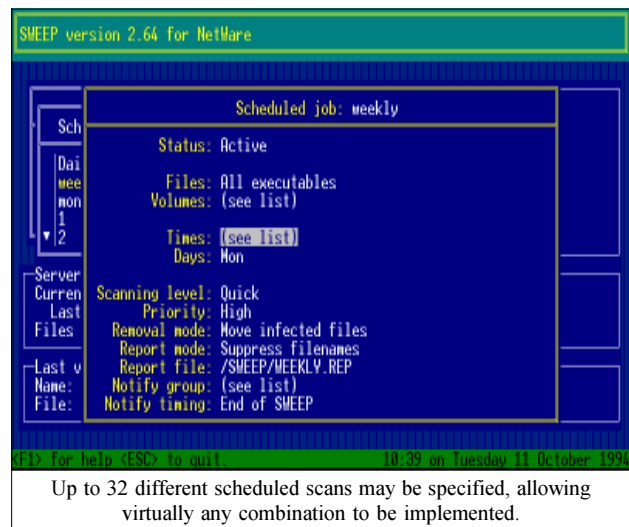 SWEEP version 2.64 for NetWare
Scheduled job: weekly
Sch
Dai
wee
mon
1
2
Status: Active
Files: All executables
Volumes: (see list)
Times: (see list)
Days: Mon
Scanning level: Quick
Priority: High
Removal mode: Move infected files
Report mode: Suppress filenames
Report file: /SWEEP/WEEKLY.REP
Notify group: (see list)
Notify timing: End of SWEEP
Server
Curren
Last
Files
Last v
Name:
File:
<F1> for help <ESC> to quit. 10:39 on Tuesday 11 October 1994
Up to 32 different scheduled scans may be specified, allowing
virtually any combination to be implemented.